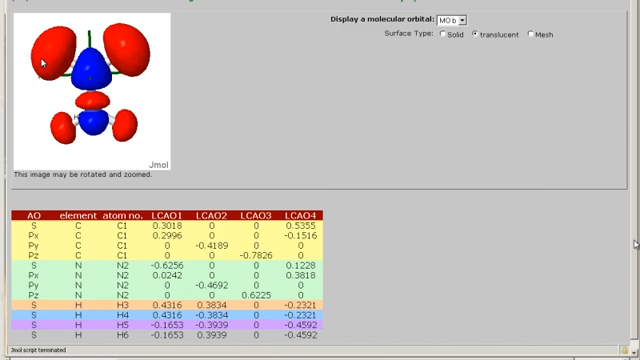 Display a molecular orbital: MO b
Surface Type: Solid translucent Mesh
H
Jmol
This image may be rotated and zoomed.
AO element atom no. LCAO1 LCAO2 LCAO3 LCAO4
S C C1 0.3018 0 0 0.5355
Px C C1 0.2996 0 0 -0.1516
Py C C1 0 -0.4189 0 0
Pz C C1 0 0 -0.7826 0
S N N2 -0.6256 0 0 0.1228
Px N N2 0.0242 0 0 0.3818
Py N N2 0 -0.4692 0 0
Pz N N2 0 0 0.6225 0
S H H3 0.4316 0.3834 0 -0.2321
S H H4 0.4316 -0.3834 0 -0.2321
S H H5 -0.1653 -0.3939 0 -0.4592
S H H6 -0.1653 0.3939 0 -0.4592
Jmol script terminated